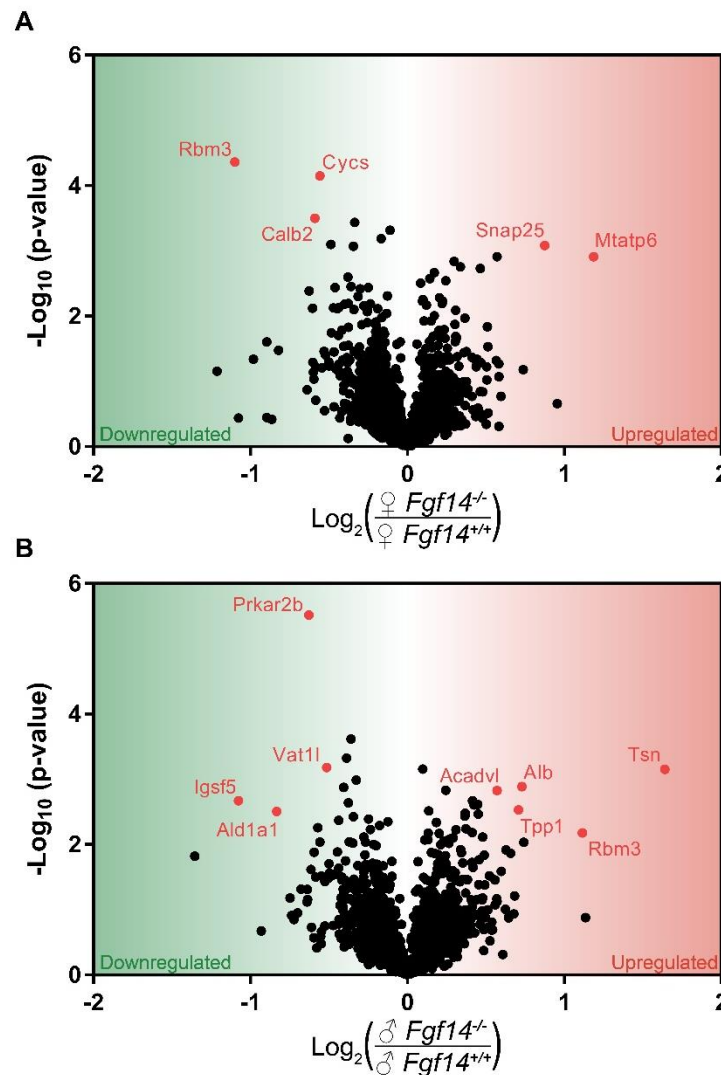 A
6
4
2
0
-Log₁₀ (p-value)
Rbm3
Cycs
Calb2
Snap25
Mtatp6
Downregulated
Upregulated
-2
-1
0
1
2
Log₂(♀ Fgf14⁻/⁻
♀ Fgf14⁺/⁺)
B
6
4
2
0
-Log₁₀ (p-value)
Prkar2b
Vat1l
Igsf5
Ald1a1
Acadvl
Alb
Tpp1
Tsn
Rbm3
Downregulated
Upregulated
-2
-1
0
1
2
Log₂(♂ Fgf14⁻/⁻
♂ Fgf14⁺/⁺)